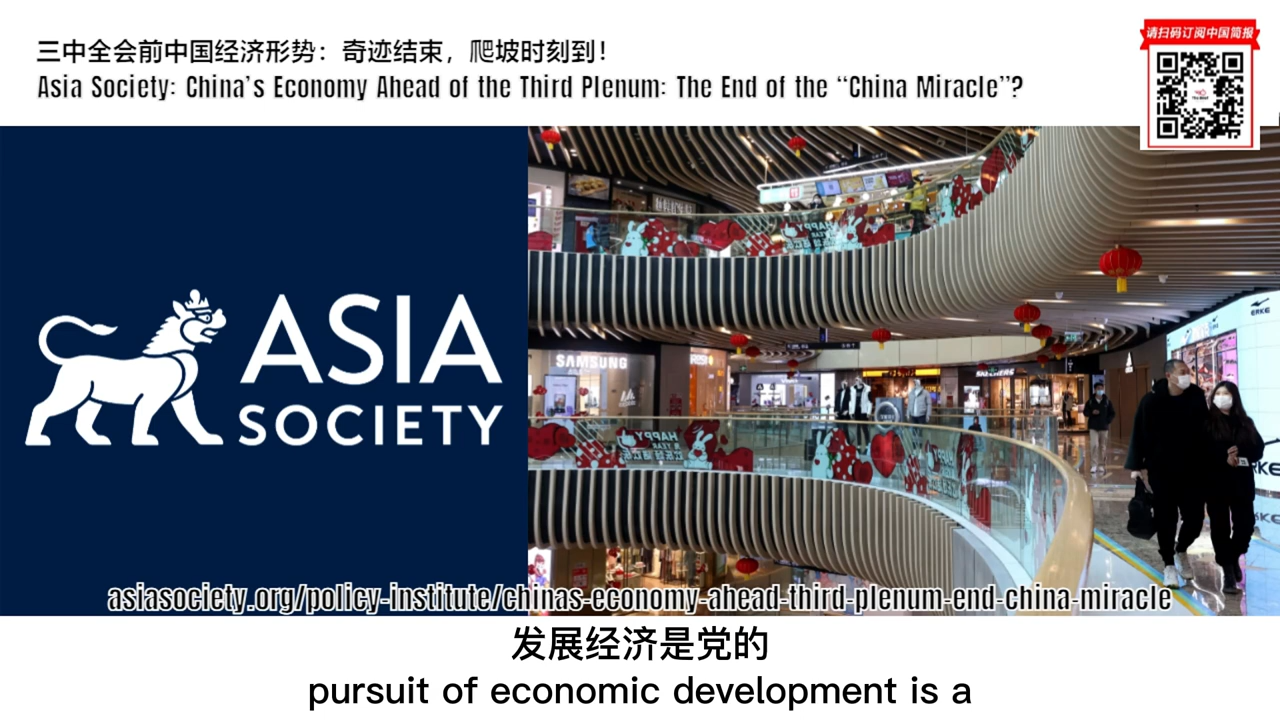 三中全会前中国经济形势：奇迹结束，爬坡时刻到！
Asia Society: China’s Economy Ahead of the Third Plenum: The End of the “China Miracle”?
请扫码订阅中国简报
ASIA
SOCIETY
SAMSUNG
SKECHERS
ERKE
HAPPY
HAPPY
asiasociety.org/policy-institute/chinas-economy-ahead-third-plenum-end-china-miracle
发展经济是党的
pursuit of economic development is a